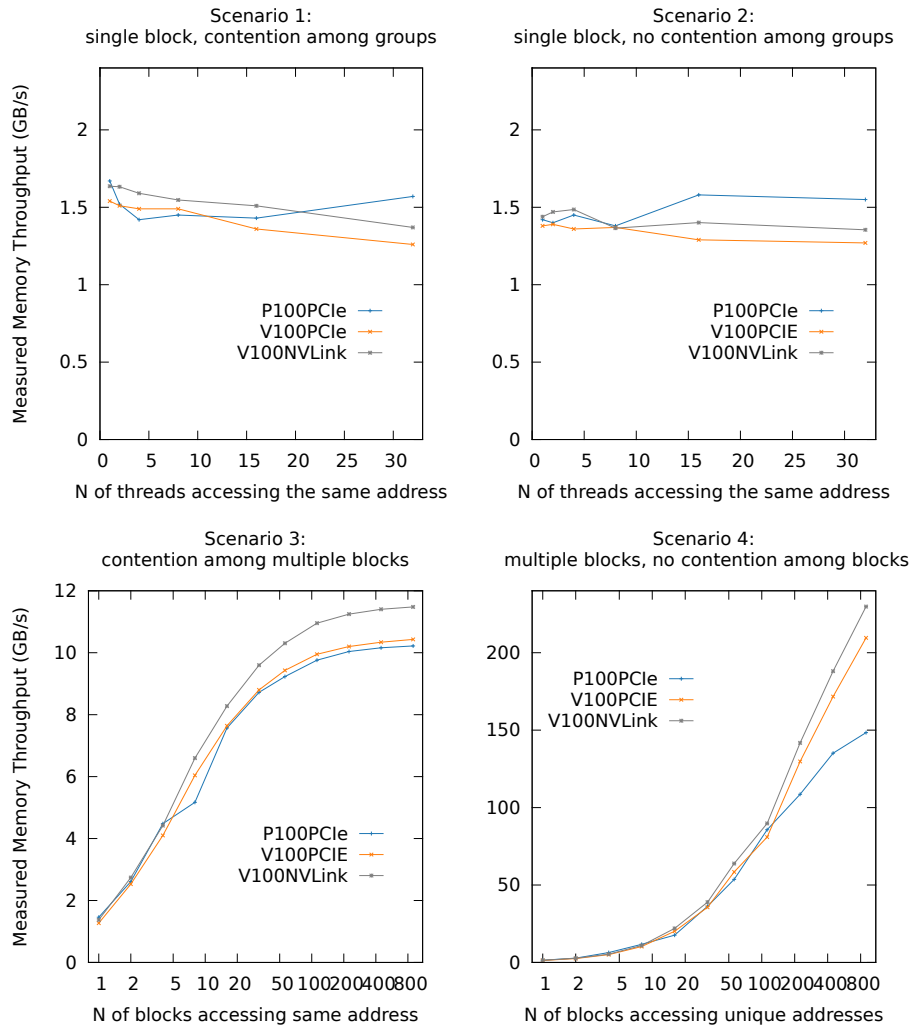 Scenario 1:
single block, contention among groups
Measured Memory Throughput (GB/s)
2
1.5
1
0.5
0
P100PCIe
V100PCIe
V100NVLink
0 5 10 15 20 25 30
N of threads accessing the same address
Scenario 2:
single block, no contention among groups
2
1.5
1
0.5
0
P100PCIe
V100PCIE
V100NVLink
0 5 10 15 20 25 30
N of threads accessing the same address
Scenario 3:
contention among multiple blocks
Measured Memory Throughput (GB/s)
12
10
8
6
4
2
0
P100PCIe
V100PCIE
V100NVLink
1 2 5 10 20 50 100 200 400 800
N of blocks accessing same address
Scenario 4:
multiple blocks, no contention among blocks
200
150
100
50
0
P100PCIe
V100PCIE
V100NVLink
1 2 5 10 20 50 100 200 400 800
N of blocks accessing unique addresses